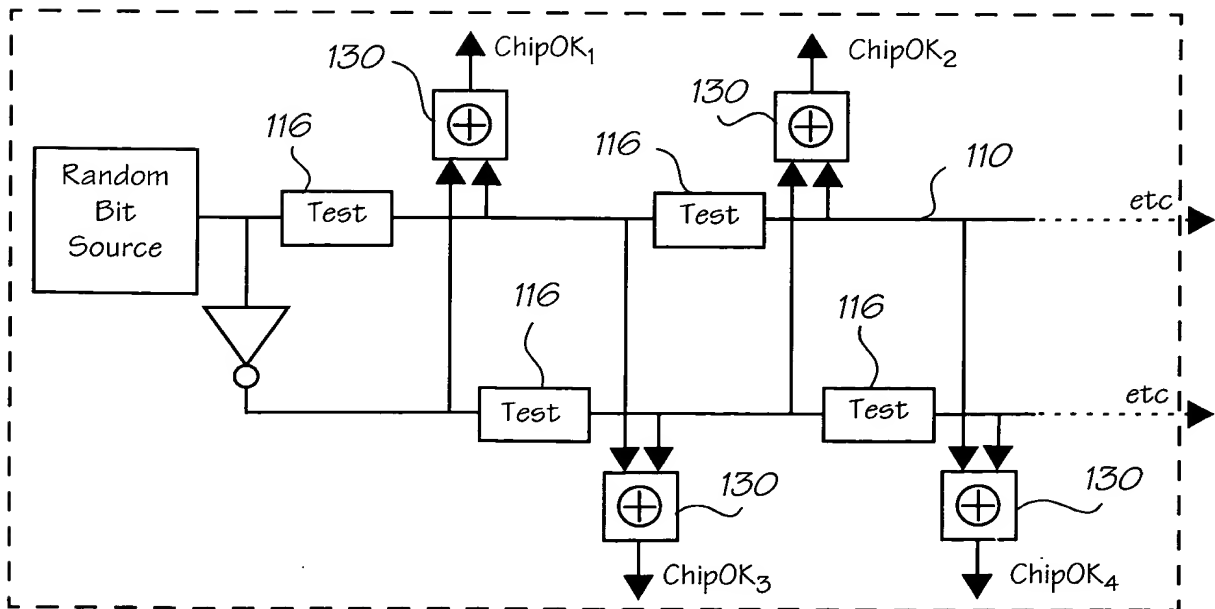 ChipOK₁
ChipOK₂
130
130
116
116
110
Random
Bit
Source
Test
Test
etc
116
116
Test
Test
etc
130
130
ChipOK₃
ChipOK₄